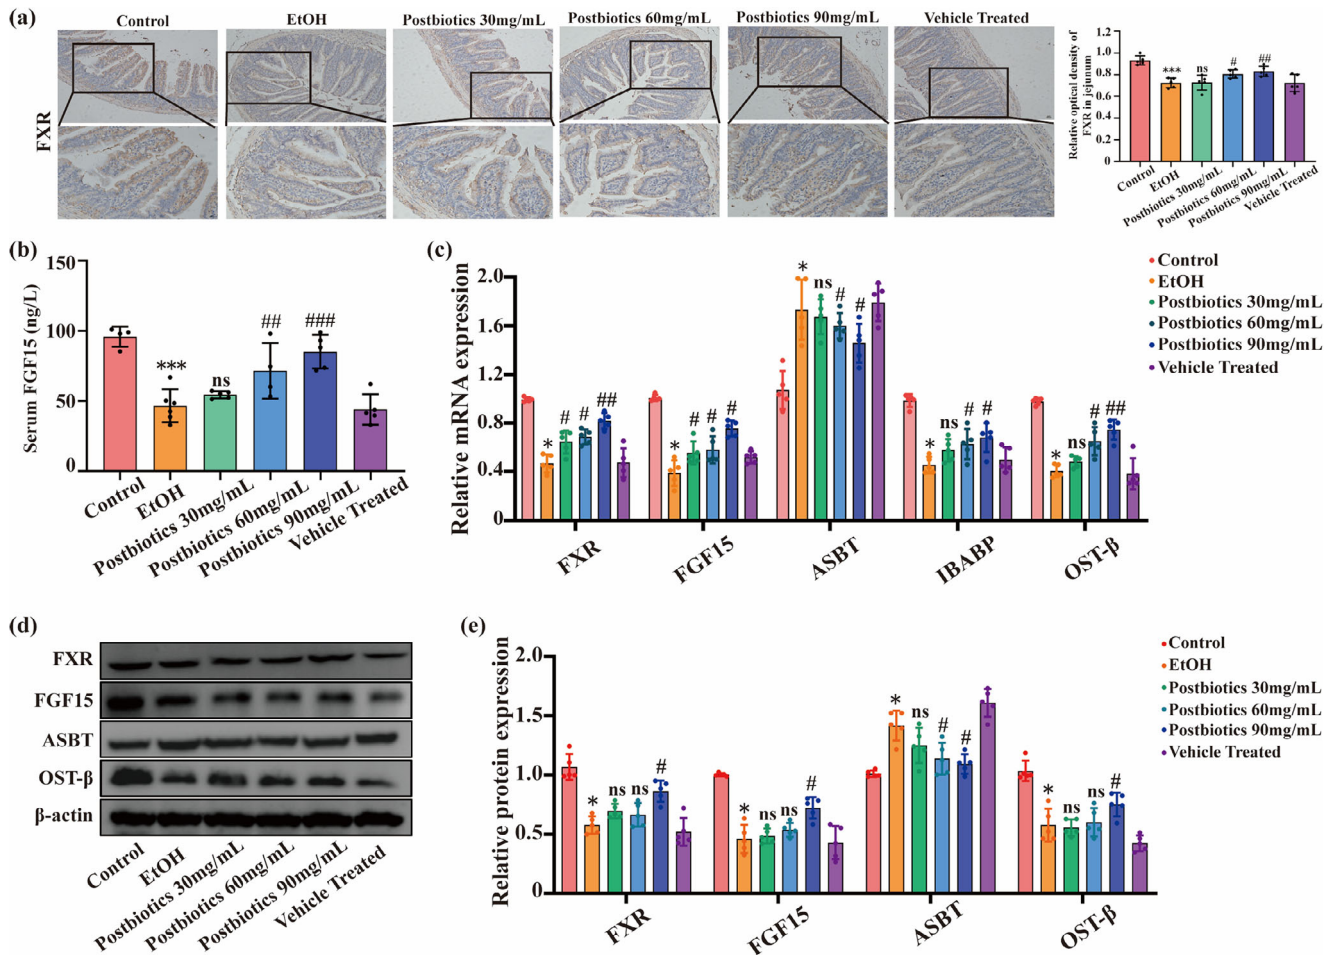 (a)
Control
EtOH
Postbiotics 30mg/mL
Postbiotics 60mg/mL
Postbiotics 90mg/mL
Vehicle Treated
FXR
Relative optical density of
FXR in jejunum
1.2
1.0
0.8
0.6
0.4
0.2
0
***
ns
#
##
Control
EtOH
Postbiotics 30mg/mL
Postbiotics 60mg/mL
Postbiotics 90mg/mL
Vehicle Treated
(b)
Serum FGF15 (ng/L)
150
100
50
0
***
ns
##
###
Control
EtOH
Postbiotics 30mg/mL
Postbiotics 60mg/mL
Postbiotics 90mg/mL
Vehicle Treated
(c)
Relative mRNA expression
2.0
1.6
1.2
0.8
0.4
0
* # # ##
* # # #
* ns # #
* ns # #
* ns # ##
FXR
FGF15
ASBT
IBABP
OST-β
Control
EtOH
Postbiotics 30mg/mL
Postbiotics 60mg/mL
Postbiotics 90mg/mL
Vehicle Treated
(d)
FXR
FGF15
ASBT
OST-β
β-actin
Control
EtOH
Postbiotics 30mg/mL
Postbiotics 60mg/mL
Postbiotics 90mg/mL
Vehicle Treated
(e)
Relative protein expression
2.0
1.5
1.0
0.5
0
* ns ns #
* ns ns #
* ns # #
* ns ns #
FXR
FGF15
ASBT
OST-β
Control
EtOH
Postbiotics 30mg/mL
Postbiotics 60mg/mL
Postbiotics 90mg/mL
Vehicle Treated